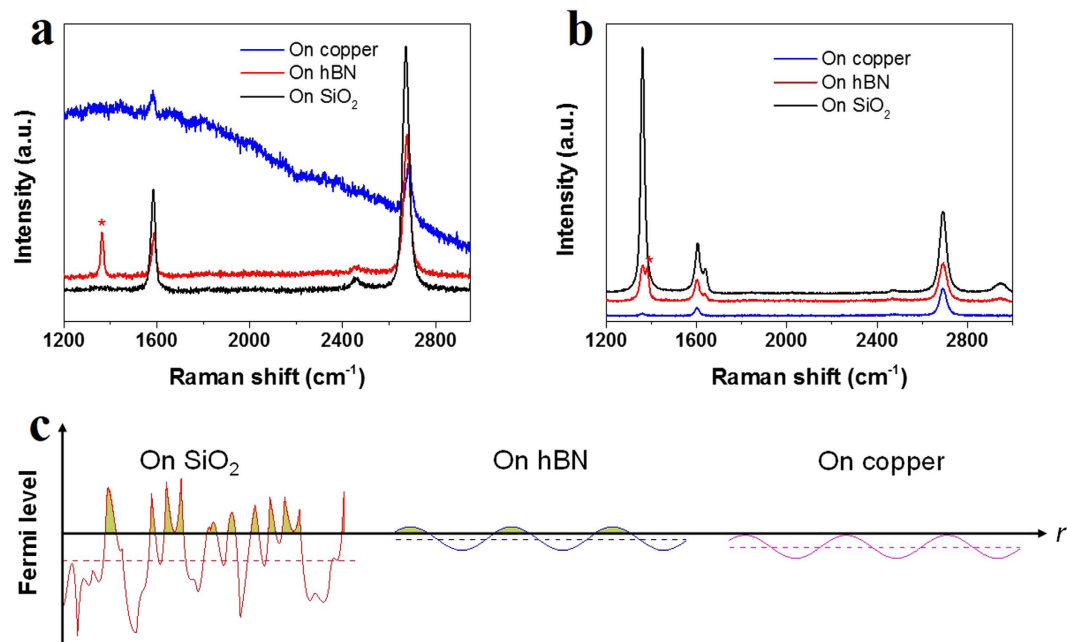 a
On copper
On hBN
On SiO₂
*
Intensity (a.u.)
1200 1600 2000 2400 2800
Raman shift (cm⁻¹)
b
On copper
On hBN
On SiO₂
*
Intensity (a.u.)
1200 1600 2000 2400 2800
Raman shift (cm⁻¹)
c
On SiO₂ On hBN On copper
Fermi level
r